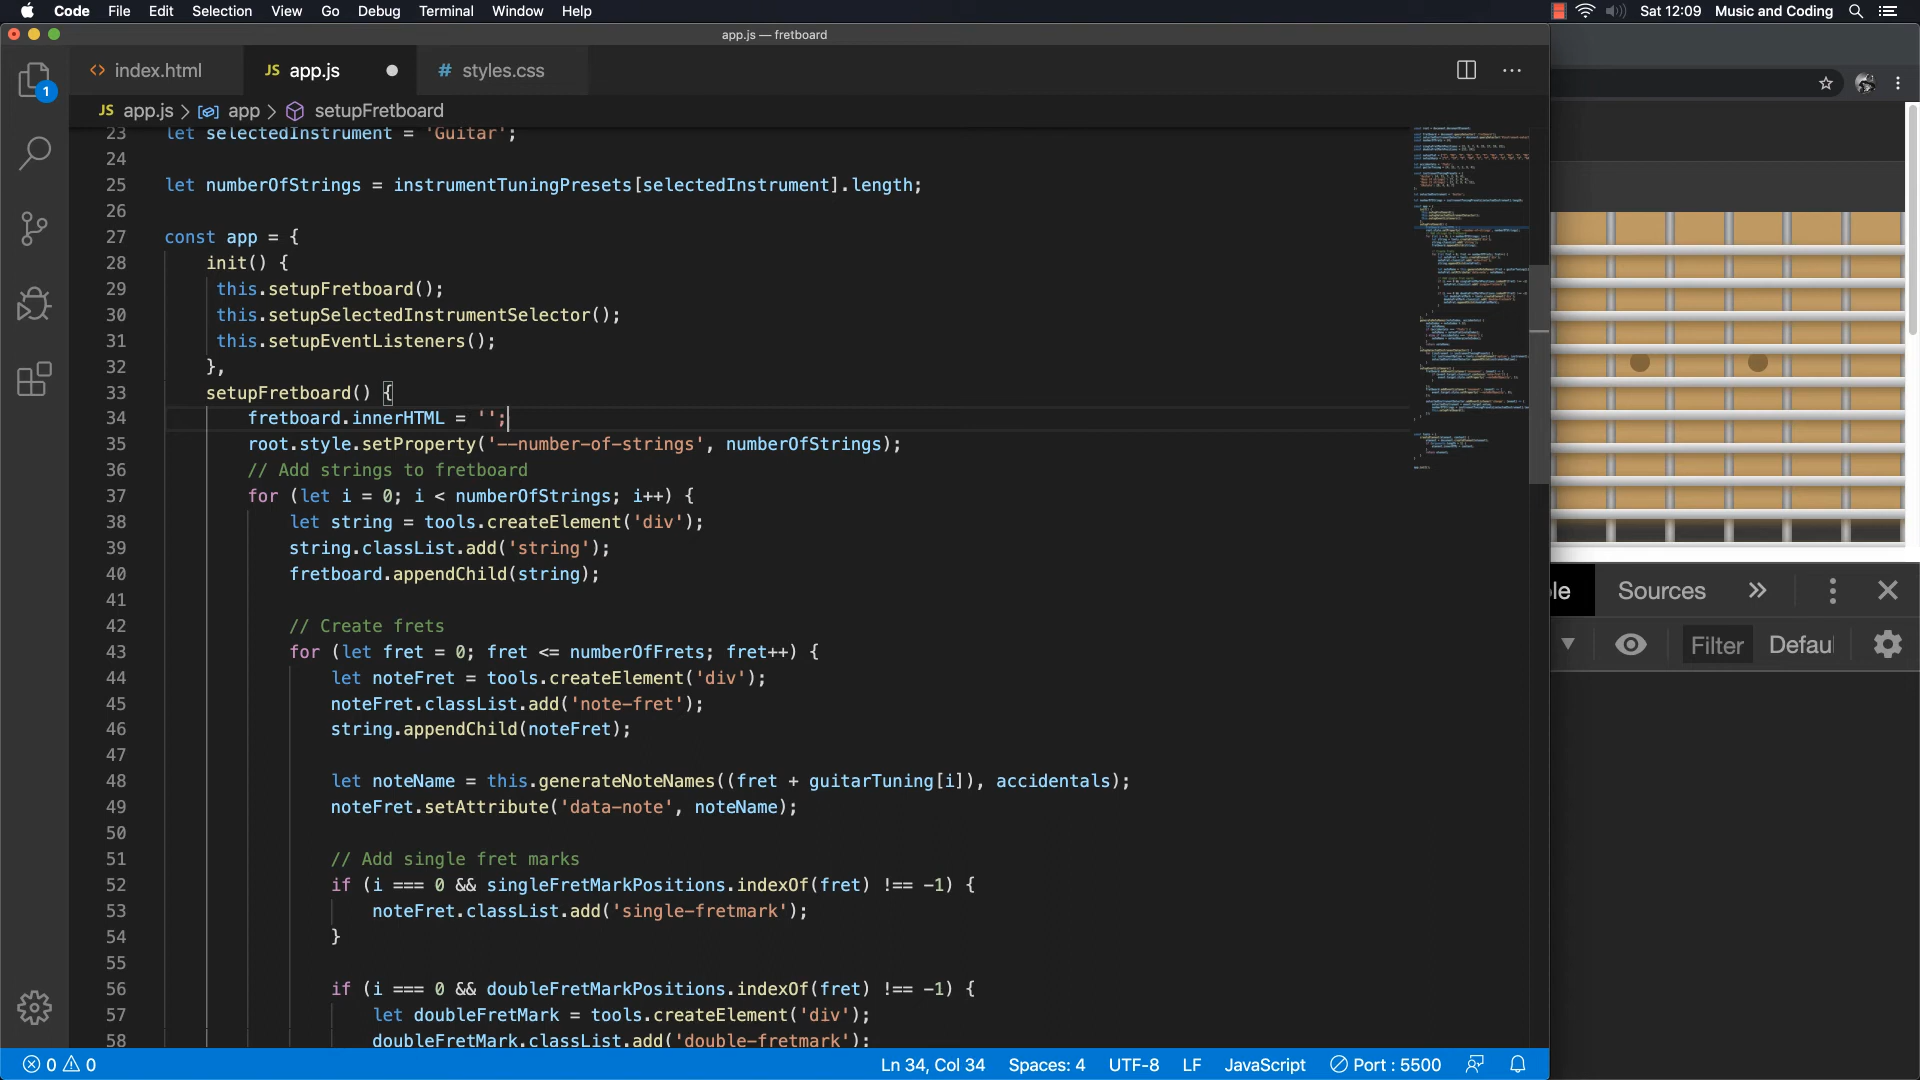 Code File Edit Selection View Go Debug Terminal Window Help Sat 12:09 Music and Coding
app.js — fretboard
index.html JS app.js # styles.css
JS app.js > app > setupFretboard
23 let selectedInstrument = 'Guitar';
24
25 let numberOfStrings = instrumentTuningPresets[selectedInstrument].length;
26
27 const app = {
28 init() {
29 this.setupFretboard();
30 this.setupSelectedInstrumentSelector();
31 this.setupEventListeners();
32 },
33 setupFretboard() {
34 fretboard.innerHTML = '';
35 root.style.setProperty('--number-of-strings', numberOfStrings);
36 // Add strings to fretboard
37 for (let i = 0; i < numberOfStrings; i++) {
38 let string = tools.createElement('div');
39 string.classList.add('string');
40 fretboard.appendChild(string);
41
42 // Create frets
43 for (let fret = 0; fret <= numberOfFrets; fret++) {
44 let noteFret = tools.createElement('div');
45 noteFret.classList.add('note-fret');
46 string.appendChild(noteFret);
47
48 let noteName = this.generateNoteNames((fret + guitarTuning[i]), accidentals);
49 noteFret.setAttribute('data-note', noteName);
50
51 // Add single fret marks
52 if (i === 0 && singleFretMarkPositions.indexOf(fret) !== -1) {
53 noteFret.classList.add('single-fretmark');
54 }
55
56 if (i === 0 && doubleFretMarkPositions.indexOf(fret) !== -1) {
57 let doubleFretMark = tools.createElement('div');
58 doubleFretMark.classList.add('double-fretmark');
1
le Sources
Filter Defaul
0 0 Ln 34, Col 34 Spaces: 4 UTF-8 LF JavaScript Port : 5500